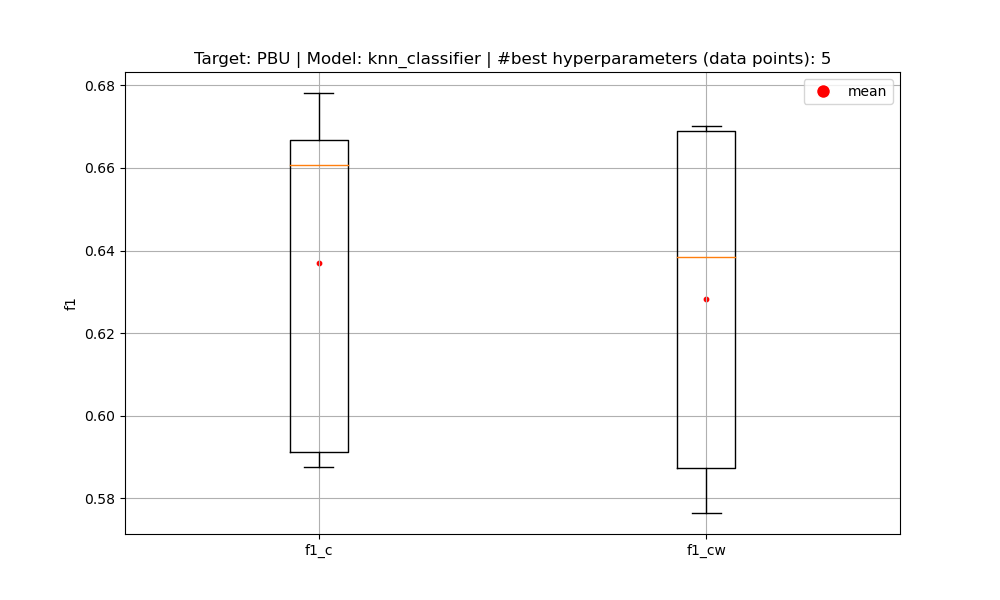 Target: PBU | Model: knn_classifier | #best hyperparameters (data points): 5
mean
f1
0.68
0.66
0.64
0.62
0.60
0.58
f1_c
f1_cw